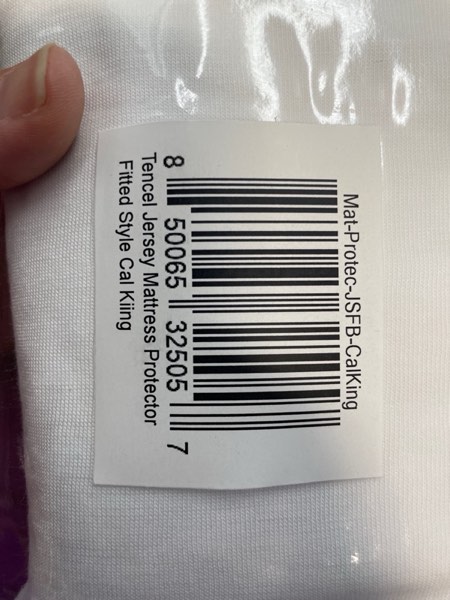 Mat-Protec-JSFB-CalKing
8 50065 32505 7
Tencel Jersey Mattress Protector
Fitted Style Cal Kiing